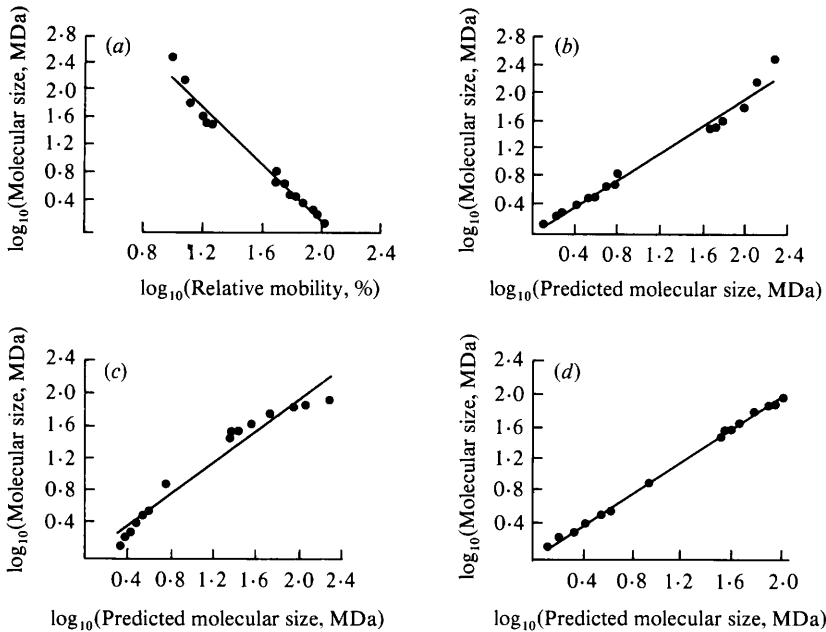 (a)
log10(Molecular size, MDa)
2·8
2·4
2·0
1·6
1·2
0·8
0·4
0·8 1·2 1·6 2·0 2·4
log10(Relative mobility, %)
(b)
log10(Molecular size, MDa)
2·8
2·4
2·0
1·6
1·2
0·8
0·4
0·4 0·8 1·2 1·6 2·0 2·4
log10(Predicted molecular size, MDa)
(c)
log10(Molecular size, MDa)
2·4
2·0
1·6
1·2
0·8
0·4
0·4 0·8 1·2 1·6 2·0 2·4
log10(Predicted molecular size, MDa)
(d)
log10(Molecular size, MDa)
2·4
2·0
1·6
1·2
0·8
0·4
0·4 0·8 1·2 1·6 2·0
log10(Predicted molecular size, MDa)